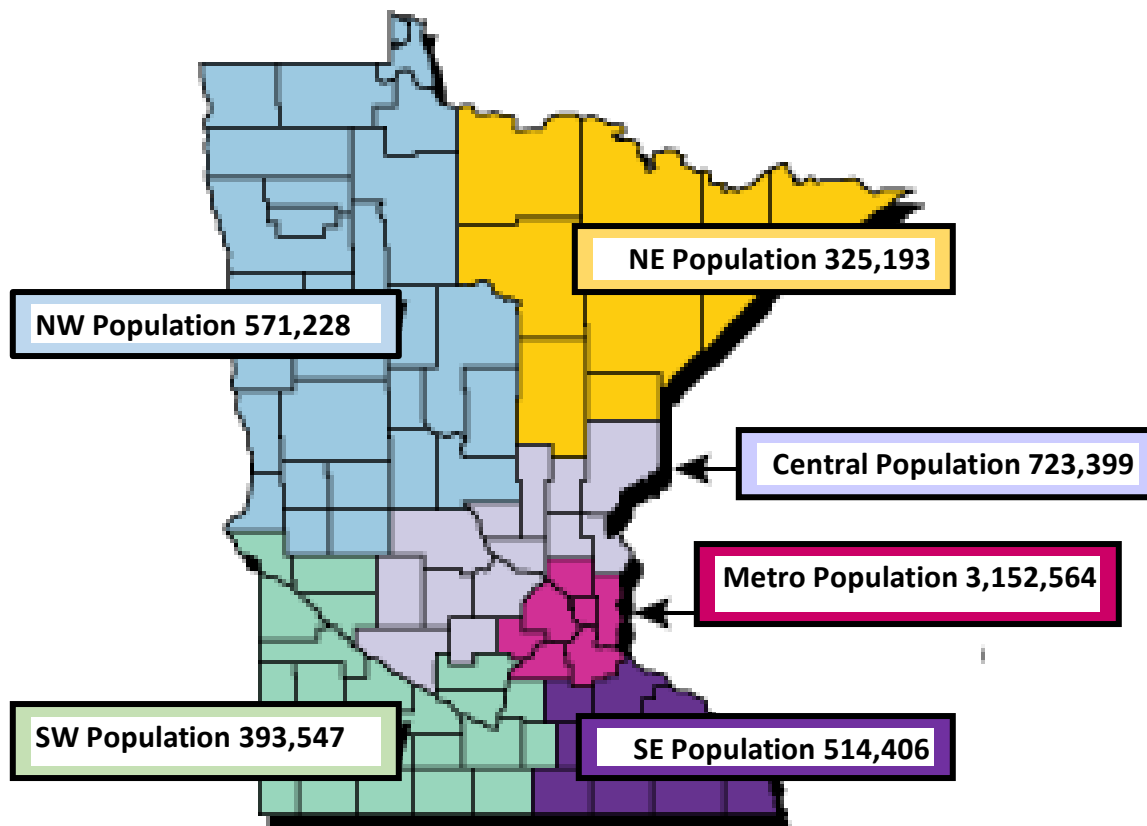 NE Population 325,193
NW Population 571,228
Central Population 723,399
Metro Population 3,152,564
SW Population 393,547
SE Population 514,406